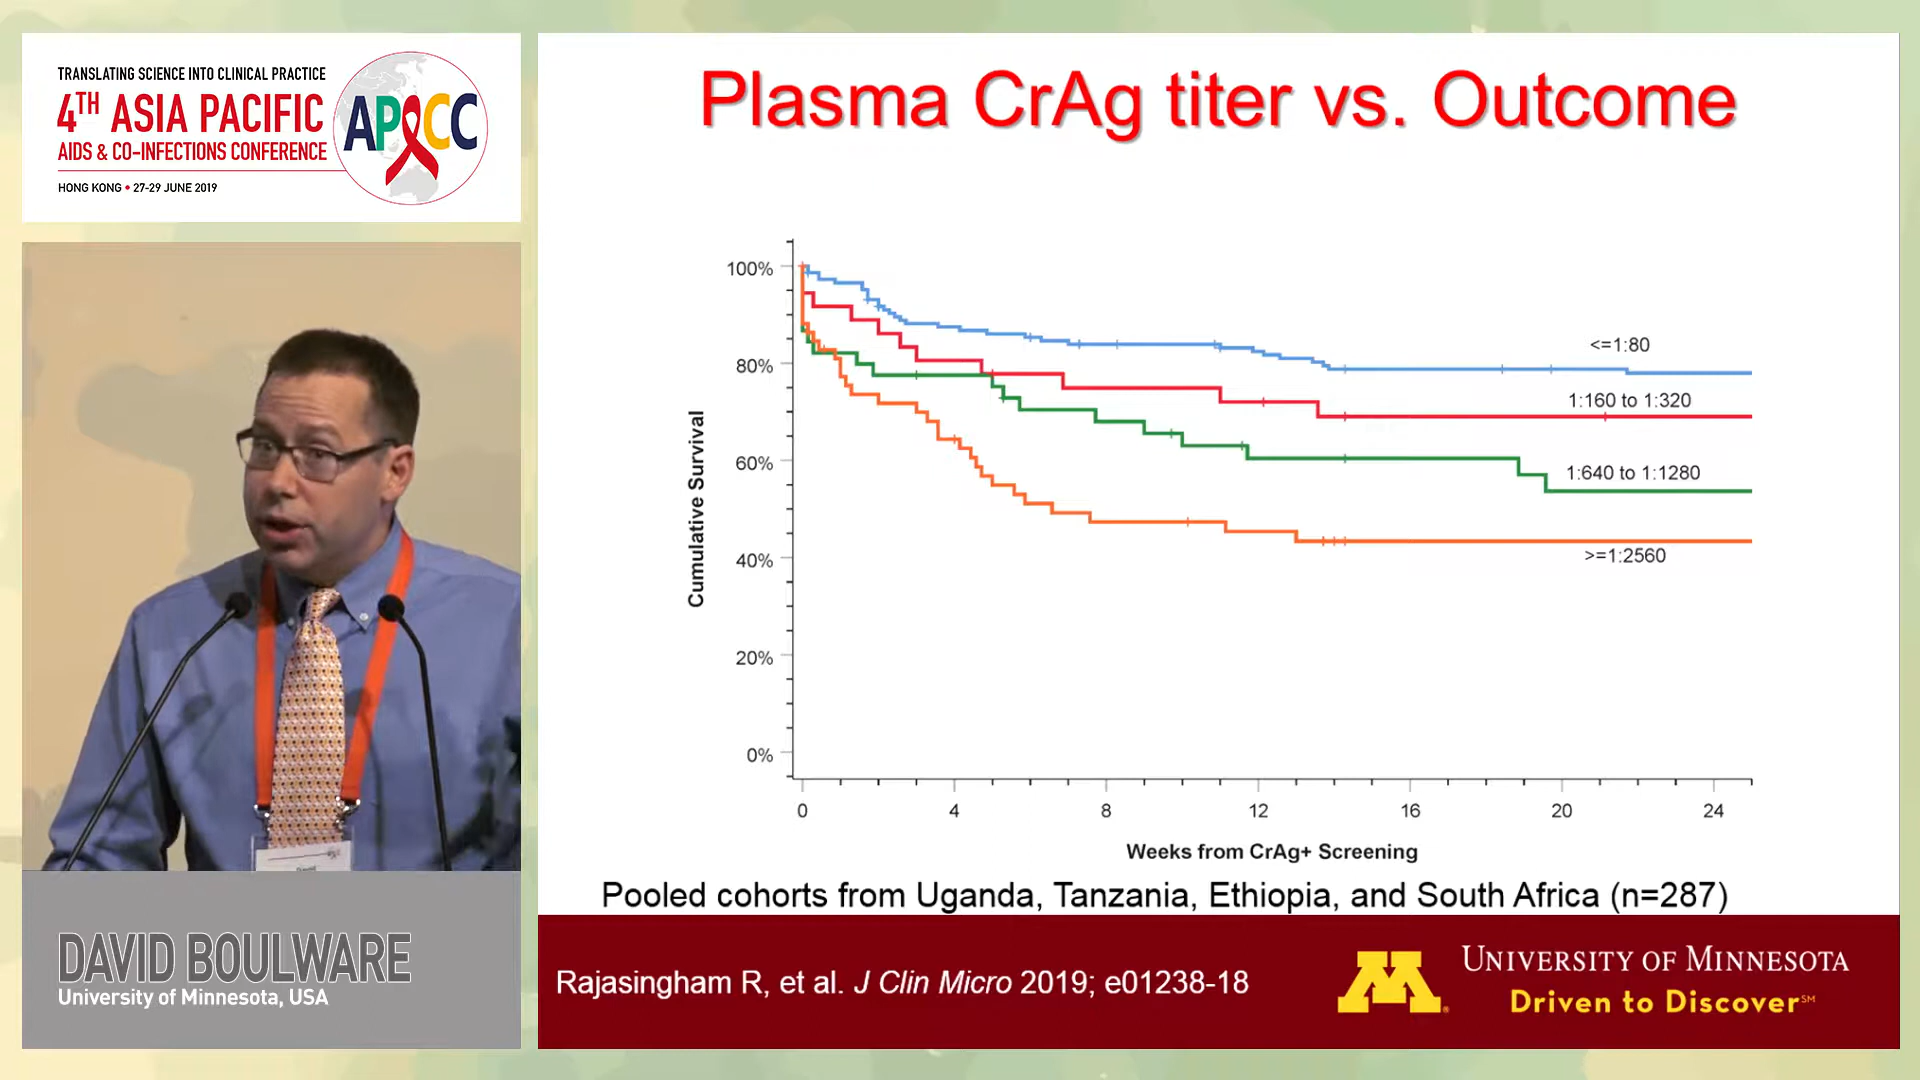 TRANSLATING SCIENCE INTO CLINICAL PRACTICE
4TH ASIA PACIFIC
AIDS & CO-INFECTIONS CONFERENCE
HONG KONG • 27-29 JUNE 2019
APACC
DAVID BOULWARE
University of Minnesota, USA
Plasma CrAg titer vs. Outcome
Cumulative Survival
100%
80%
60%
40%
20%
0%
<=1:80
1:160 to 1:320
1:640 to 1:1280
>=1:2560
0 4 8 12 16 20 24
Weeks from CrAg+ Screening
Pooled cohorts from Uganda, Tanzania, Ethiopia, and South Africa (n=287)
Rajasingham R, et al. J Clin Micro 2019; e01238-18
M
UNIVERSITY OF MINNESOTA
Driven to Discover℠